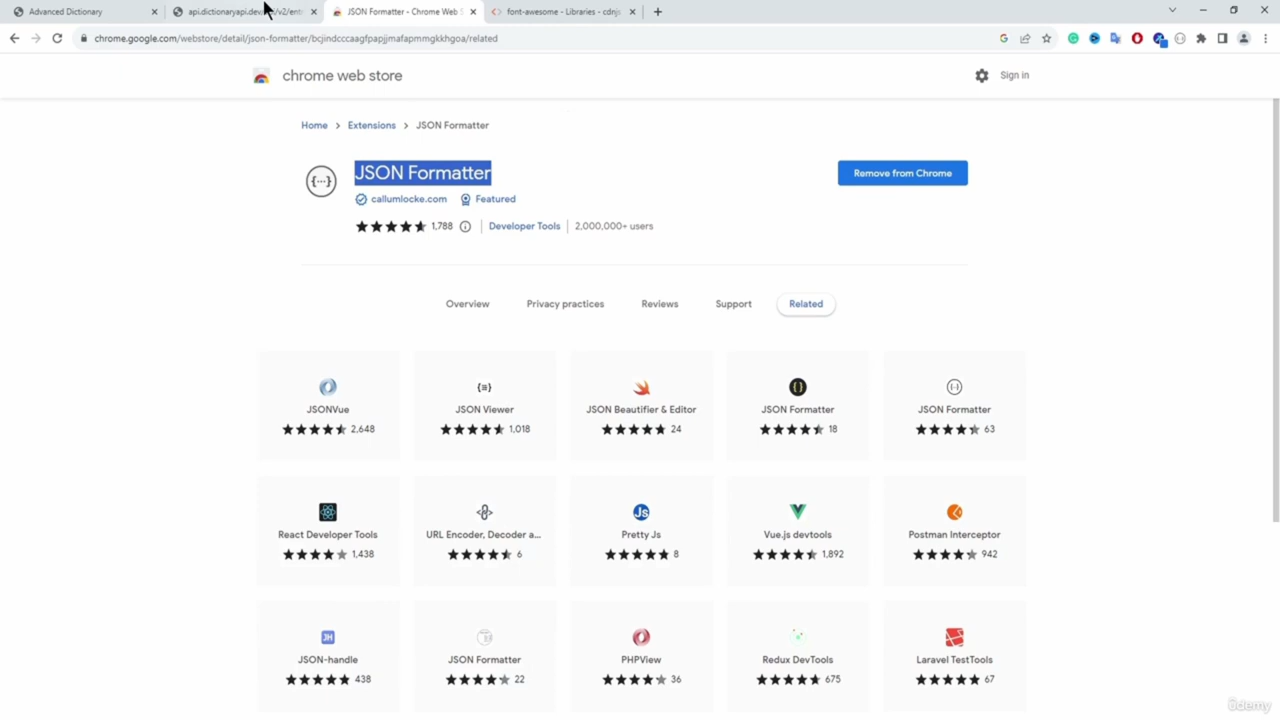 Advanced Dictionary
api.dictionaryapi.dev
v2/entr
JSON Formatter - Chrome Web S
font-awesome - Libraries - cdnjs
chrome.google.com/webstore/detail/json-formatter/bcjindcccaagfpapjjmafapmmgkkhgoa/related
chrome web store
Sign in
Home
Extensions
JSON Formatter
JSON Formatter
Remove from Chrome
callumlocke.com
Featured
1,788
Developer Tools
2,000,000+ users
Overview
Privacy practices
Reviews
Support
Related
JSONVue
JSON Viewer
JSON Beautifier & Editor
JSON Formatter
JSON Formatter
2,648
1,018
24
18
63
React Developer Tools
URL Encoder, Decoder a...
Pretty Js
Vue.js devtools
Postman Interceptor
1,438
6
8
1,892
942
JSON-handle
JSON Formatter
PHPView
Redux DevTools
Laravel TestTools
438
22
36
675
67
ûdemy